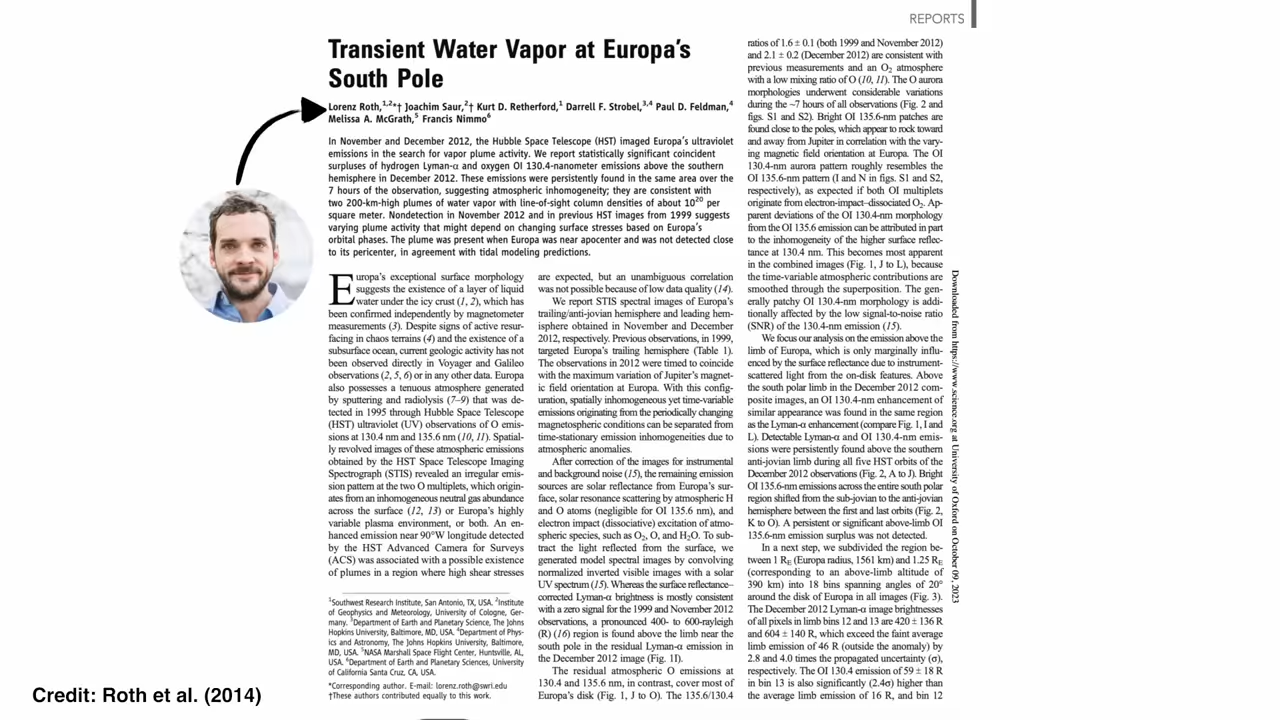 REPORTS
Transient Water Vapor at Europa's
South Pole
Lorenz Roth,1,2*† Joachim Saur,2† Kurt D. Retherford,1 Darrell F. Strobel,3,4 Paul D. Feldman,4
Melissa A. McGrath,5 Francis Nimmo6
In November and December 2012, the Hubble Space Telescope (HST) imaged Europa's ultraviolet
emissions in the search for vapor plume activity. We report statistically significant coincident
surpluses of hydrogen Lyman-α and oxygen OI 130.4-nanometer emissions above the southern
hemisphere in December 2012. These emissions were persistently found in the same area over the
7 hours of the observation, suggesting atmospheric inhomogeneity; they are consistent with
two 200-km-high plumes of water vapor with line-of-sight column densities of about 10²⁰ per
square meter. Nondetection in November 2012 and in previous HST images from 1999 suggests
varying plume activity that might depend on changing surface stresses based on Europa's
orbital phases. The plume was present when Europa was near apocenter and was not detected close
to its pericenter, in agreement with tidal modeling predictions.
Europa's exceptional surface morphology
suggests the existence of a layer of liquid
water under the icy crust (1, 2), which has
been confirmed independently by magnetometer
measurements (3). Despite signs of active resur-
facing in chaos terrains (4) and the existence of a
subsurface ocean, current geologic activity has not
been observed directly in Voyager and Galileo
observations (2, 5, 6) or in any other data. Europa
also possesses a tenuous atmosphere generated
by sputtering and radiolysis (7–9) that was de-
tected in 1995 through Hubble Space Telescope
(HST) ultraviolet (UV) observations of O emis-
sions at 130.4 nm and 135.6 nm (10, 11). Spatial-
ly revolved images of these atmospheric emissions
obtained by the HST Space Telescope Imaging
Spectrograph (STIS) revealed an irregular emis-
sion pattern at the two O multiplets, which origin-
ates from an inhomogeneous neutral gas abundance
across the surface (12, 13) or Europa's highly
variable plasma environment, or both. An en-
hanced emission near 90°W longitude detected
by the HST Advanced Camera for Surveys
(ACS) was associated with a possible existence
of plumes in a region where high shear stresses
1Southwest Research Institute, San Antonio, TX, USA. 2Institute
of Geophysics and Meteorology, University of Cologne, Ger-
many. 3Department of Earth and Planetary Science, The Johns
Hopkins University, Baltimore, MD, USA. 4Department of Phys-
ics and Astronomy, The Johns Hopkins University, Baltimore,
MD, USA. 5NASA Marshall Space Flight Center, Huntsville, AL,
USA. 6Department of Earth and Planetary Sciences, University
of California Santa Cruz, CA, USA.
*Corresponding author. E-mail: lorenz.roth@swri.edu
†These authors contributed equally to this work.
are expected, but an unambiguous correlation
was not possible because of low data quality (14).
We report STIS spectral images of Europa's
trailing/anti-jovian hemisphere and leading hem-
isphere obtained in November and December
2012, respectively. Previous observations, in 1999,
targeted Europa's trailing hemisphere (Table 1).
The observations in 2012 were timed to coincide
with the maximum variation of Jupiter's magnet-
ic field orientation at Europa. With this config-
uration, spatially inhomogeneous yet time-variable
emissions originating from the periodically changing
magnetospheric conditions can be separated from
time-stationary emission inhomogeneities due to
atmospheric anomalies.
After correction of the images for instrumental
and background noise (15), the remaining emission
sources are solar reflectance from Europa's sur-
face, solar resonance scattering by atmospheric H
and O atoms (negligible for OI 135.6 nm), and
electron impact (dissociative) excitation of atmo-
spheric species, such as O₂, O, and H₂O. To sub-
tract the light reflected from the surface, we
generated model spectral images by convolving
normalized inverted visible images with a solar
UV spectrum (15). Whereas the surface reflectance–
corrected Lyman-α brightness is mostly consistent
with a zero signal for the 1999 and November 2012
observations, a pronounced 400- to 600-rayleigh
(R) (16) region is found above the limb near the
south pole in the residual Lyman-α emission in
the December 2012 image (Fig. 1I).
The residual atmospheric O emissions at
130.4 and 135.6 nm, in contrast, cover most of
Europa's disk (Fig. 1, J to O). The 135.6/130.4
ratios of 1.6 ± 0.1 (both 1999 and November 2012)
and 2.1 ± 0.2 (December 2012) are consistent with
previous measurements and an O₂ atmosphere
with a low mixing ratio of O (10, 11). The O aurora
morphologies underwent considerable variations
during the ~7 hours of all observations (Fig. 2 and
figs. S1 and S2). Bright OI 135.6-nm patches are
found close to the poles, which appear to rock toward
and away from Jupiter in correlation with the vary-
ing magnetic field orientation at Europa. The OI
130.4-nm aurora pattern roughly resembles the
OI 135.6-nm pattern (I and N in figs. S1 and S2,
respectively), as expected if both OI multiplets
originate from electron-impact–dissociated O₂. Ap-
parent deviations of the OI 130.4-nm morphology
from the OI 135.6 emission can be attributed in part
to the inhomogeneity of the higher surface reflec-
tance at 130.4 nm. This becomes most apparent
in the combined images (Fig. 1, J to L), because
the time-variable atmospheric contributions are
smoothed through the superposition. The gen-
erally patchy OI 130.4-nm morphology is addi-
tionally affected by the low signal-to-noise ratio
(SNR) of the 130.4-nm emission (15).
We focus our analysis on the emission above the
limb of Europa, which is only marginally influ-
enced by the surface reflectance due to instrument-
scattered light from the on-disk features. Above
the south polar limb in the December 2012 com-
posite images, an OI 130.4-nm enhancement of
similar appearance was found in the same region
as the Lyman-α enhancement (compare Fig. 1, I and
L). Detectable Lyman-α and OI 130.4-nm emis-
sions were persistently found above the southern
anti-jovian limb during all five HST orbits of the
December 2012 observations (Fig. 2, A to J). Bright
OI 135.6-nm emissions across the entire south polar
region shifted from the sub-jovian to the anti-jovian
hemisphere between the first and last orbits (Fig. 2,
K to O). A persistent or significant above-limb OI
135.6-nm emission surplus was not detected.
In a next step, we subdivided the region be-
tween 1 R_E (Europa radius, 1561 km) and 1.25 R_E
(corresponding to an above-limb altitude of
390 km) into 18 bins spanning angles of 20°
around the disk of Europa in all images (Fig. 3).
The December 2012 Lyman-α image brightnesses
of all pixels in limb bins 12 and 13 are 420 ± 136 R
and 604 ± 140 R, which exceed the faint average
limb emission of 46 R (outside the anomaly) by
2.8 and 4.0 times the propagated uncertainty (σ),
respectively. The OI 130.4 emission of 59 ± 18 R
in bin 13 is also significantly (2.4σ) higher than
the average limb emission of 16 R, and bin 12
Downloaded from https://www.science.org at University of Oxford on October 09, 2023
Credit: Roth et al. (2014)